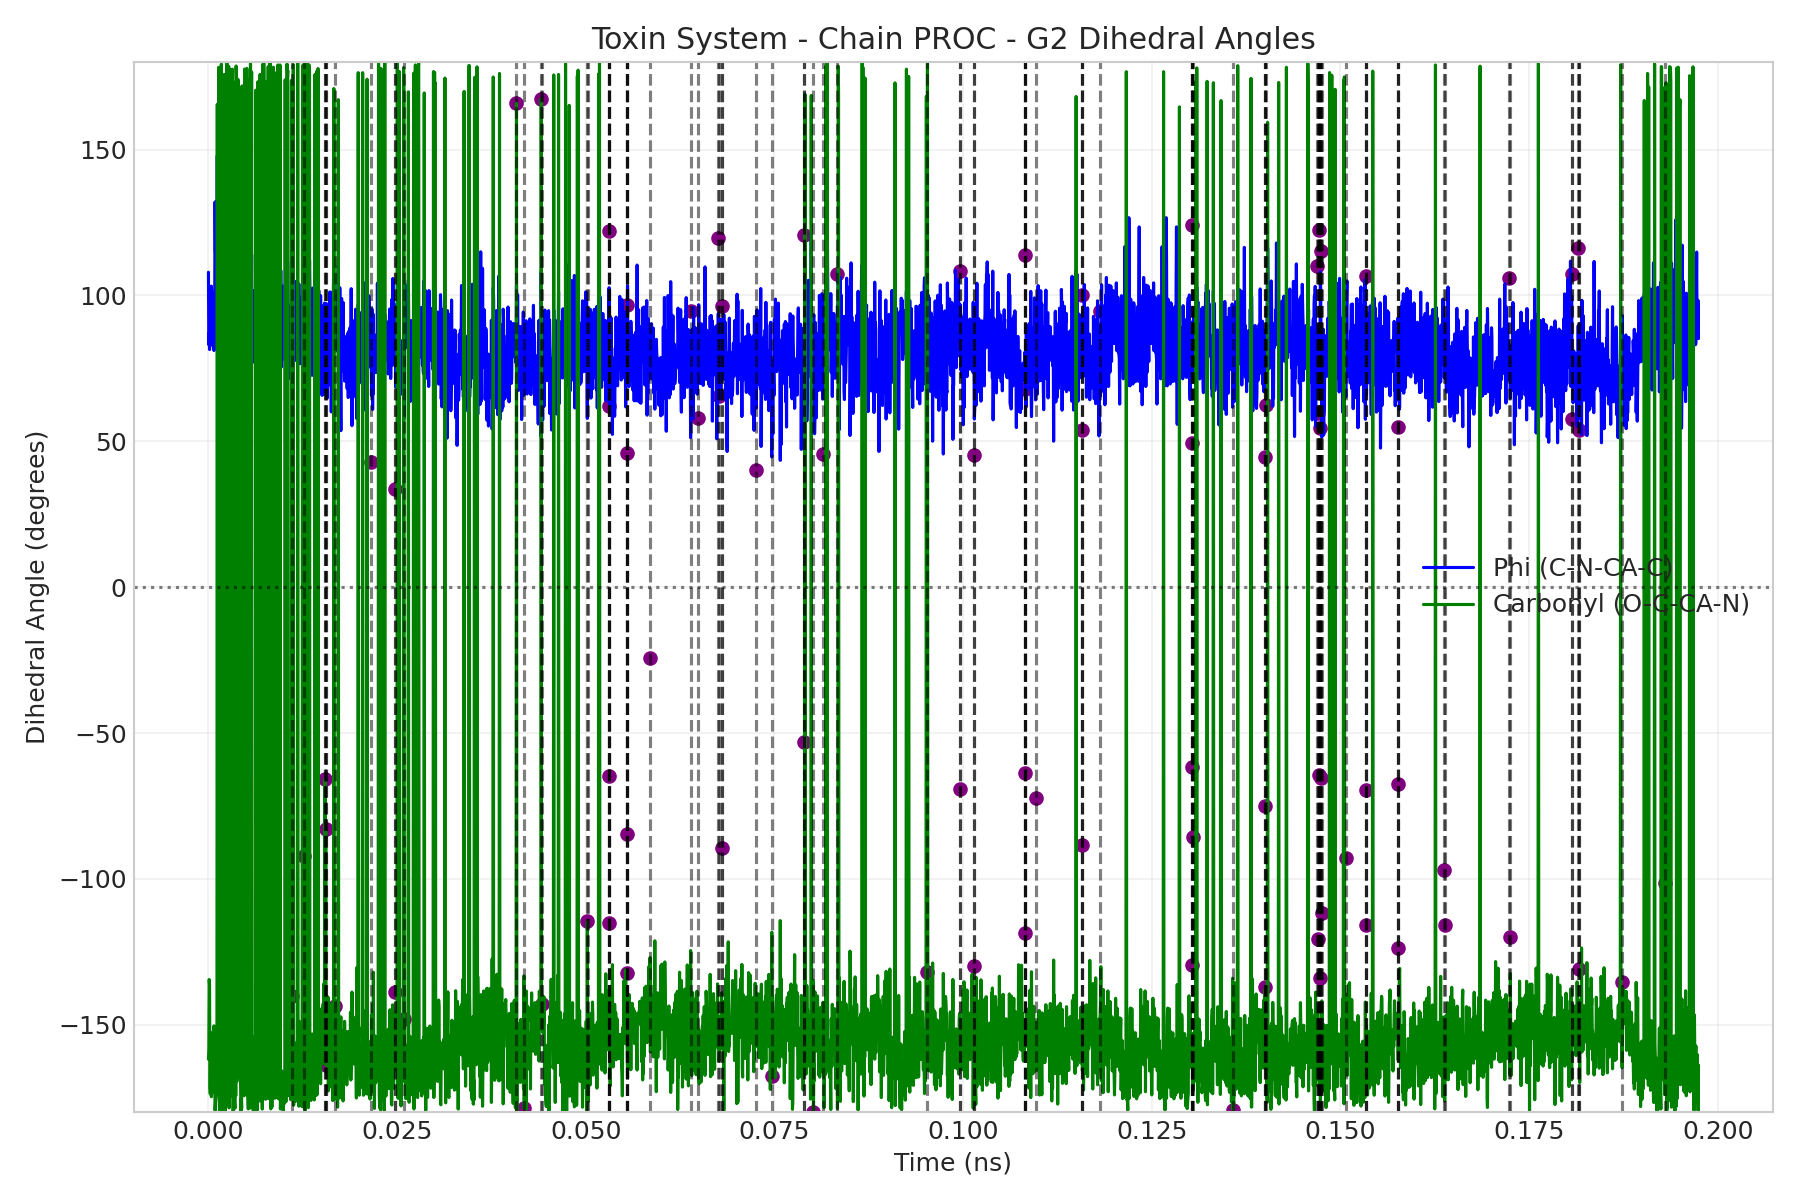 Toxin System - Chain PROC - G2 Dihedral Angles
Dihedral Angle (degrees)
150
100
50
0
−50
−100
−150
Phi (C-N-CA-C)
Carbonyl (O-C-CA-N)
0.000 0.025 0.050 0.075 0.100 0.125 0.150 0.175 0.200
Time (ns)